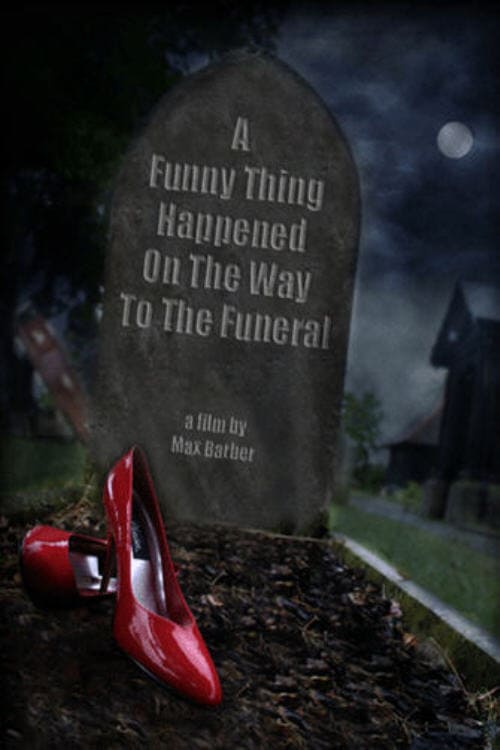 A
Funny Thing
Happened
On The Way
To The Funeral
a film by
Max Barber